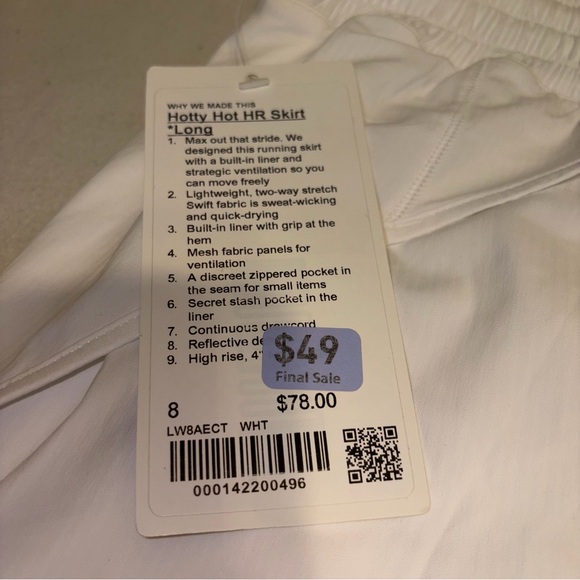 WHY WE MADE THIS
Hotty Hot HR Skirt
*Long
1. Max out that stride. We
designed this running skirt
with a built-in liner and
strategic ventilation so you
can move freely
2. Lightweight, two-way stretch
Swift fabric is sweat-wicking
and quick-drying
3. Built-in liner with grip at the
hem
4. Mesh fabric panels for
ventilation
5. A discreet zippered pocket in
the seam for small items
6. Secret stash pocket in the
liner
7. Continuous drawcord
8. Reflective
9. High rise, 4"
$49
Final Sale
8 $78.00
LW8AECT WHT
000142200496